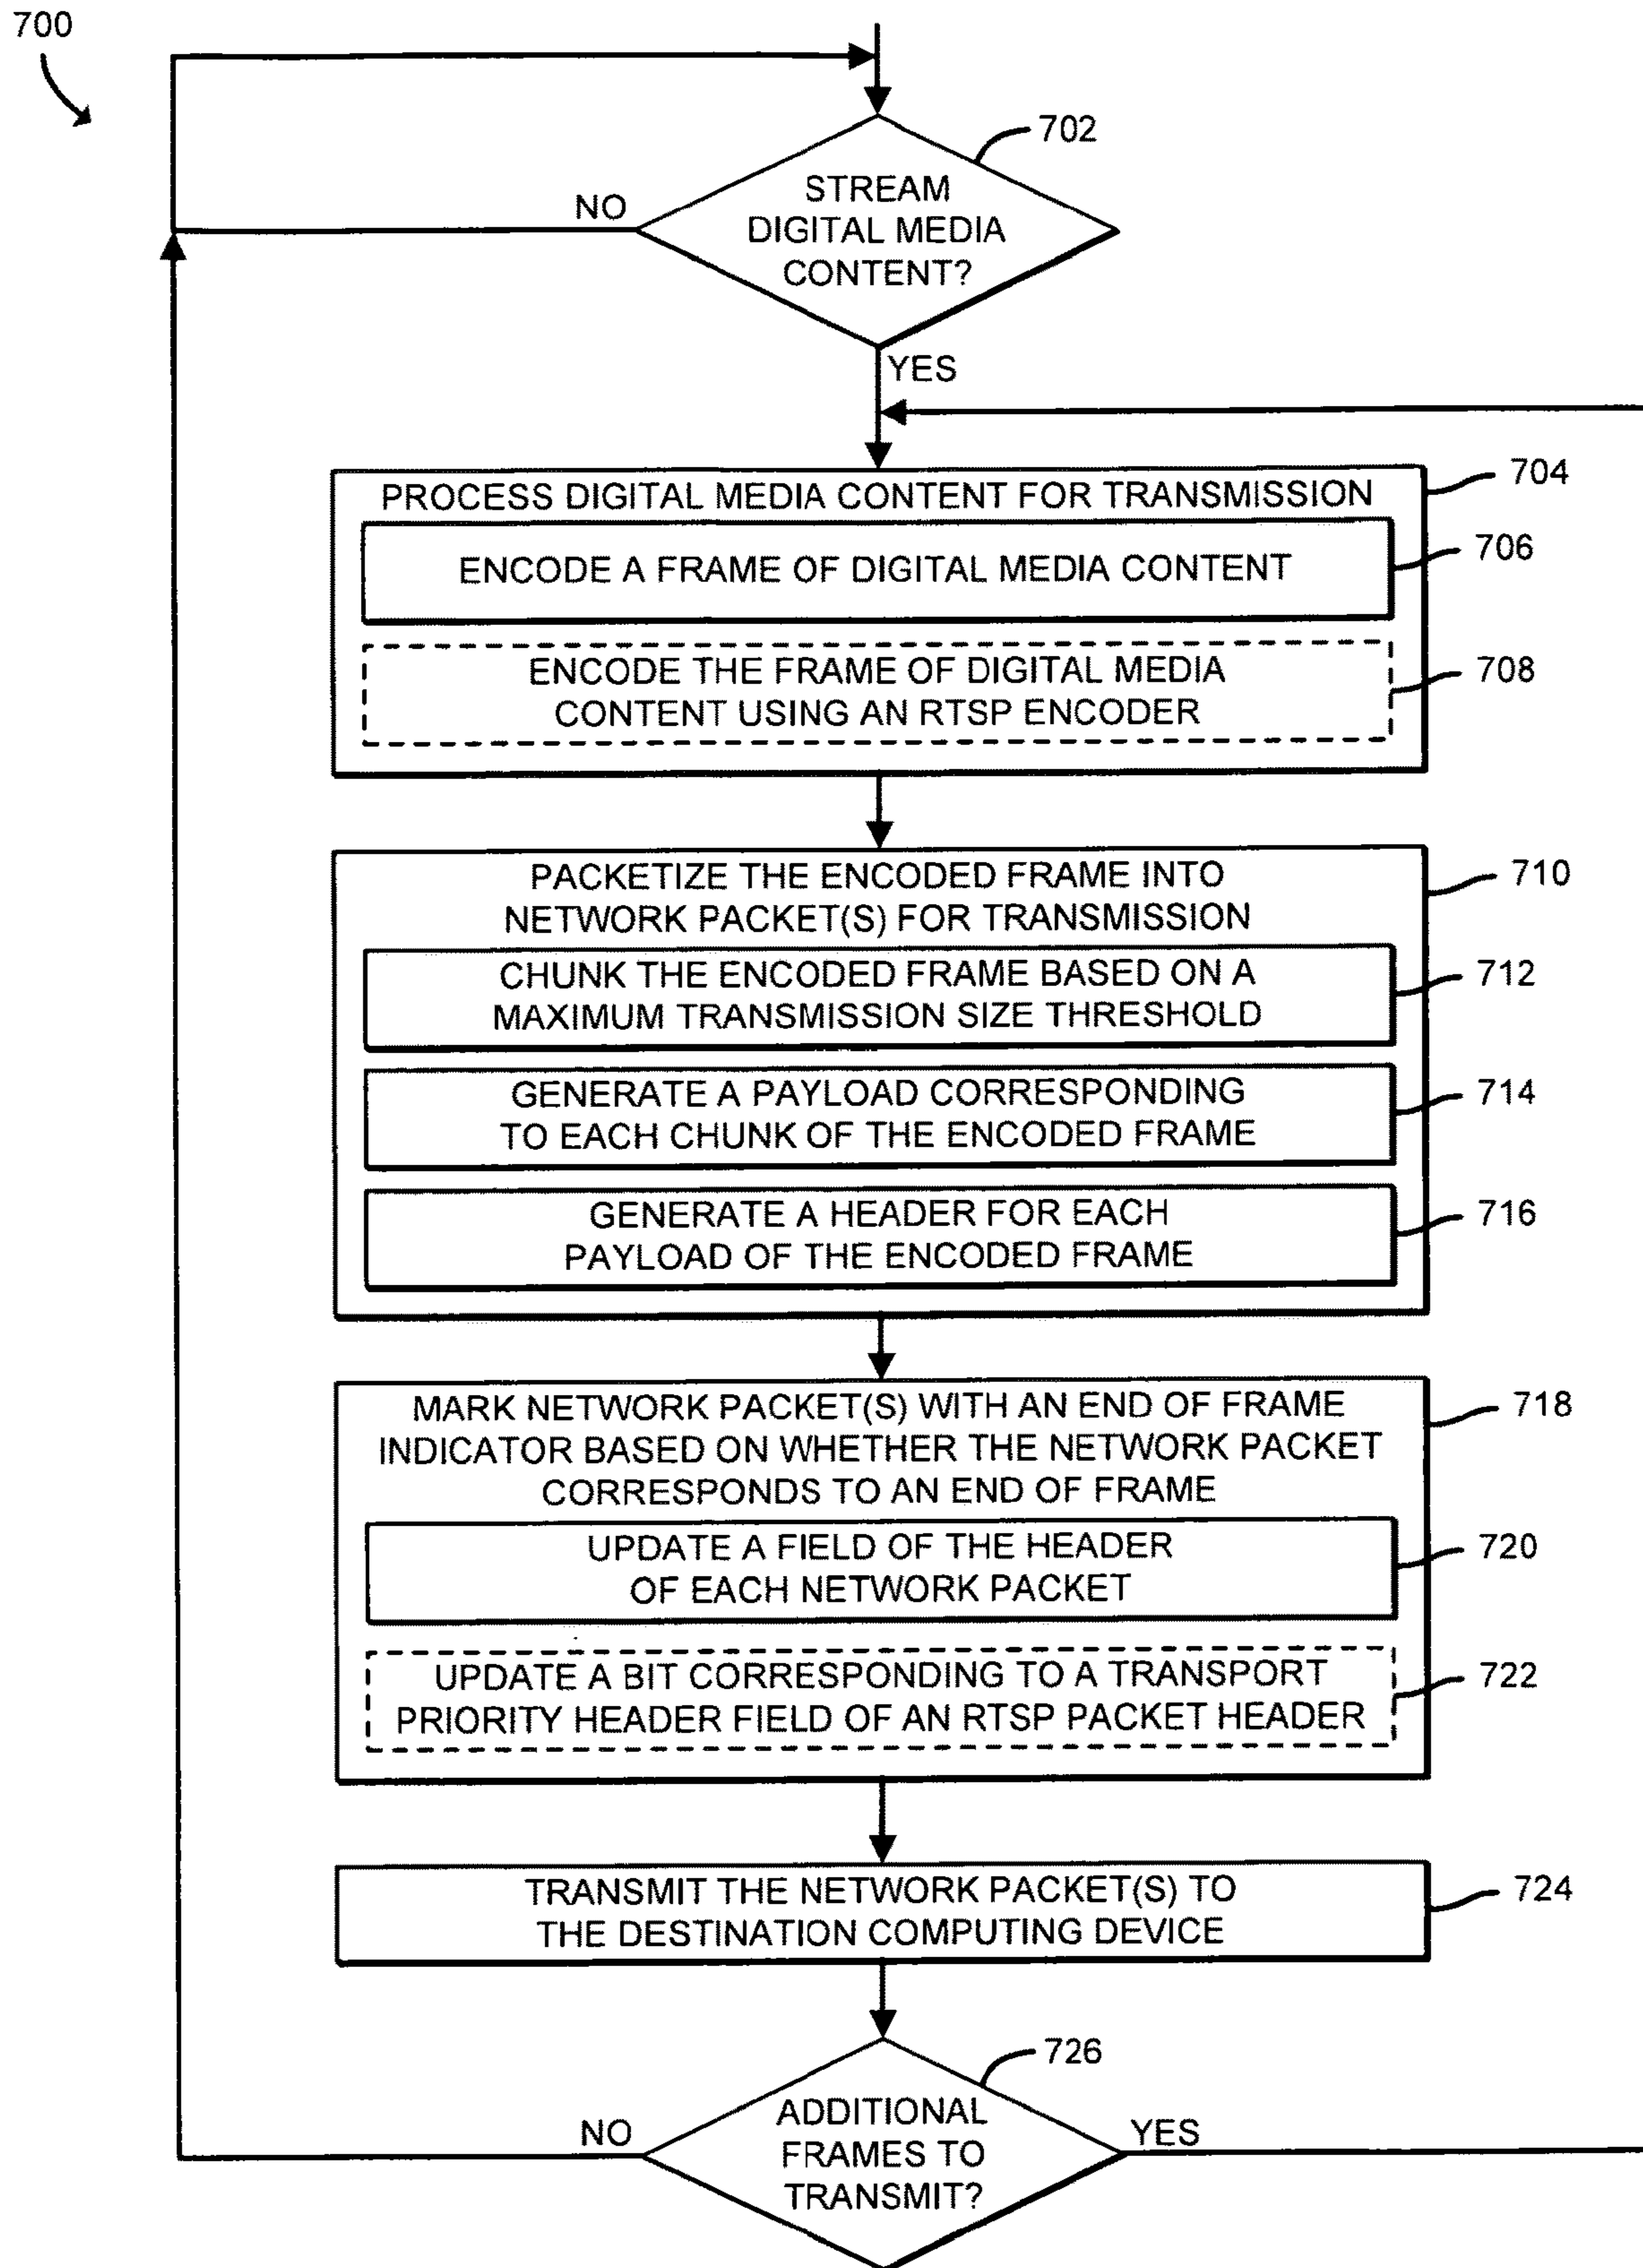 700
702
STREAM
DIGITAL MEDIA
CONTENT?
NO
YES
704
PROCESS DIGITAL MEDIA CONTENT FOR TRANSMISSION
706
ENCODE A FRAME OF DIGITAL MEDIA CONTENT
708
ENCODE THE FRAME OF DIGITAL MEDIA
CONTENT USING AN RTSP ENCODER
710
PACKETIZE THE ENCODED FRAME INTO
NETWORK PACKET(S) FOR TRANSMISSION
712
CHUNK THE ENCODED FRAME BASED ON A
MAXIMUM TRANSMISSION SIZE THRESHOLD
714
GENERATE A PAYLOAD CORRESPONDING
TO EACH CHUNK OF THE ENCODED FRAME
716
GENERATE A HEADER FOR EACH
PAYLOAD OF THE ENCODED FRAME
718
MARK NETWORK PACKET(S) WITH AN END OF FRAME
INDICATOR BASED ON WHETHER THE NETWORK PACKET
CORRESPONDS TO AN END OF FRAME
720
UPDATE A FIELD OF THE HEADER
OF EACH NETWORK PACKET
722
UPDATE A BIT CORRESPONDING TO A TRANSPORT
PRIORITY HEADER FIELD OF AN RTSP PACKET HEADER
724
TRANSMIT THE NETWORK PACKET(S) TO
THE DESTINATION COMPUTING DEVICE
726
ADDITIONAL
FRAMES TO
TRANSMIT?
NO
YES